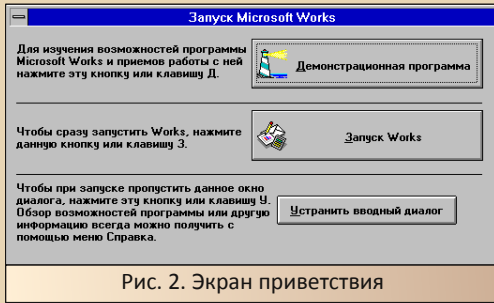 Запуск Microsoft Works
Для изучения возможностей программы
Microsoft Works и приемов работы с ней
нажмите эту кнопку или клавишу Д.
Демонстрационная программа
Чтобы сразу запустить Works, нажмите
данную кнопку или клавишу З.
Запуск Works
Чтобы при запуске пропустить данное окно
диалога, нажмите эту кнопку или клавишу У.
Обзор возможностей программы или другую
информацию всегда можно получить с
помощью меню Справка.
Устранить вводный диалог
Рис. 2. Экран приветствия